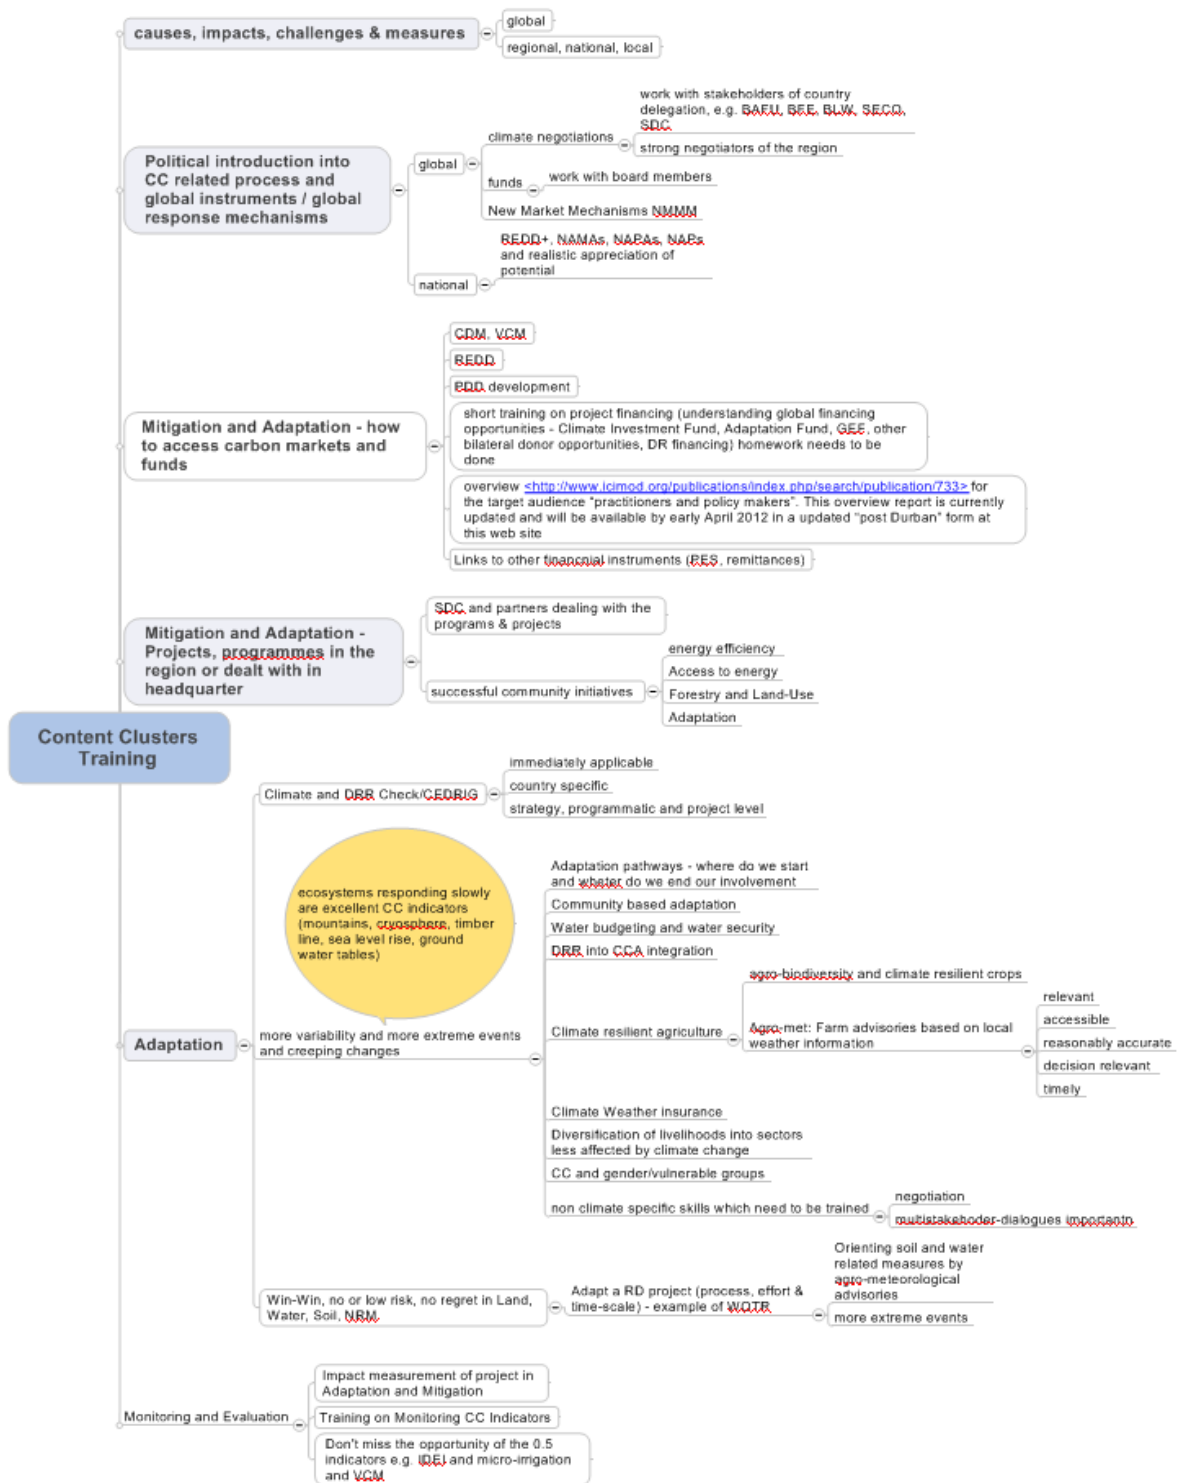 causes, impacts, challenges & measures
global
regional, national, local
Political introduction into
CC related process and
global instruments / global
response mechanisms
global
climate negotiations
work with stakeholders of country
delegation, e.g. BAFU, BFE, BLW, SECO,
SDC
strong negotiators of the region
funds
work with board members
New Market Mechanisms NMMM
national
REDD+, NAMAs, NAPAs, NAPs
and realistic appreciation of
potential
Mitigation and Adaptation - how
to access carbon markets and
funds
CDM, VCM
REDD
PDD development
short training on project financing (understanding global financing
opportunities - Climate Investment Fund, Adaptation Fund, GEF, other
bilateral donor opportunities, DR financing) homework needs to be
done
overview <http://www.icimod.org/publications/index.php/search/publication/733> for
the target audience "practitioners and policy makers". This overview report is currently
updated and will be available by early April 2012 in a updated "post Durban" form at
this web site
Links to other financnial instruments (PES, remittances)
Mitigation and Adaptation -
Projects, programmes in the
region or dealt with in
headquarter
SDC and partners dealing with the
programs & projects
successful community initiatives
energy efficiency
Access to energy
Forestry and Land-Use
Adaptation
Content Clusters
Training
Adaptation
Climate and DRR Check/CEDRIG
immediately applicable
country specific
strategy, programmatic and project level
ecosystems responding slowly
are excellent CC indicators
(mountains, cryosphere, timber
line, sea level rise, ground
water tables)
more variability and more extreme events
and creeping changes
Adaptation pathways - where do we start
and wheter do we end our involvement
Community based adaptation
Water budgeting and water security
DRR into CCA integration
Climate resilient agriculture
agro-biodiversity and climate resilient crops
Agro-met: Farm advisories based on local
weather information
relevant
accessible
reasonably accurate
decision relevant
timely
Climate Weather insurance
Diversification of livelihoods into sectors
less affected by climate change
CC and gender/vulnerable groups
non climate specific skills which need to be trained
negotiation
multistakehoder-dialogues importantn
Win-Win, no or low risk, no regret in Land,
Water, Soil, NRM
Adapt a RD project (process, effort &
time-scale) - example of WOTR
Orienting soil and water
related measures by
agro-meteorological
advisories
more extreme events
Monitoring and Evaluation
Impact measurement of project in
Adaptation and Mitigation
Training on Monitoring CC Indicators
Don't miss the opportunity of the 0.5
indicators e.g. IDEI and micro-irrigation
and VCM